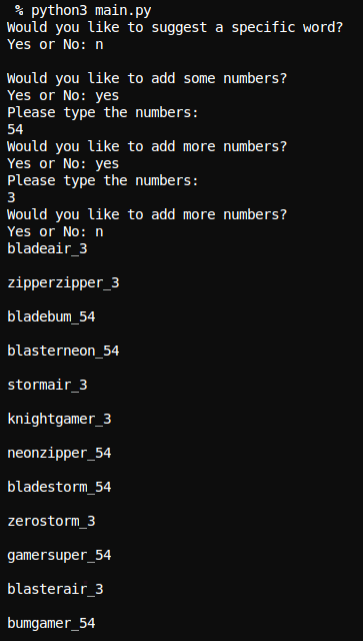 % python3 main.py
Would you like to suggest a specific word?
Yes or No: n
Would you like to add some numbers?
Yes or No: yes
Please type the numbers:
54
Would you like to add more numbers?
Yes or No: yes
Please type the numbers:
3
Would you like to add more numbers?
Yes or No: n
bladeair_3
zipperzipper_3
bladebum_54
blasterneon_54
stormair_3
knightgamer_3
neonzipper_54
bladestorm_54
zerostorm_3
gamersuper_54
blasterair_3
bumgamer_54